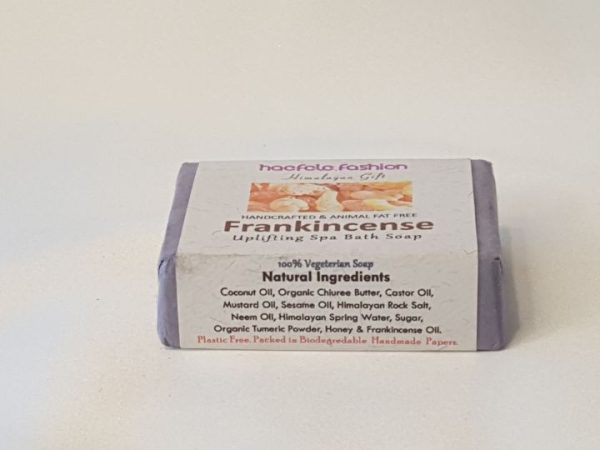 haefele.fashion
Himalayan Gift
HANDCRAFTED & ANIMAL FAT FREE
Frankincense
Uplifting Spa Bath Soap
100% Vegeterian Soap
Natural Ingredients
Coconut Oil, Organic Chiuree Butter, Castor Oil,
Mustard Oil, Sesame Oil, Himalayan Rock Salt,
Neem Oil, Himalayan Spring Water, Sugar,
Organic Tumeric Powder, Honey & Frankincense Oil.
Plastic Free. Packed in Biodegredable Handmade Papers.